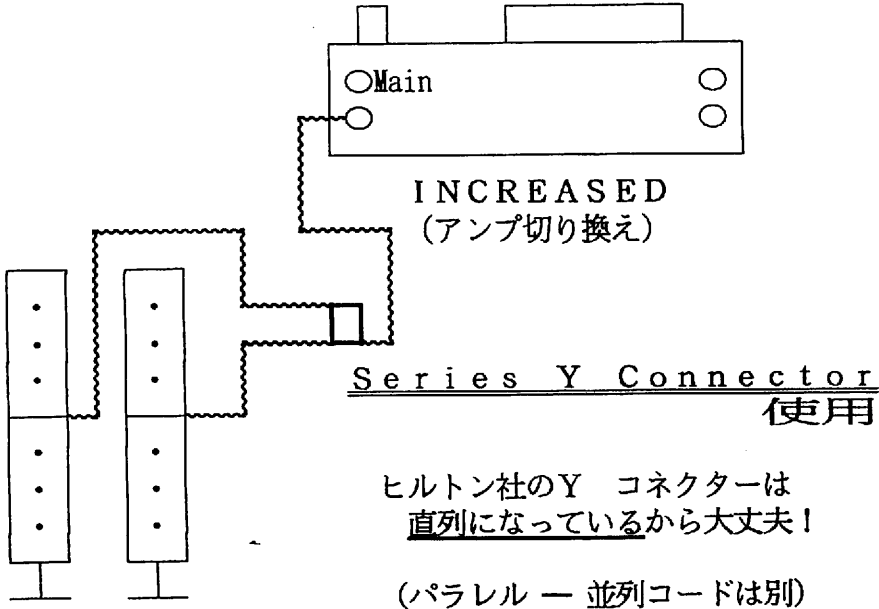 Main
INCREASED
(アンプ切り換え)
Series Y Connector
使用
ヒルトン社のY コネクターは
直列になっているから大丈夫!
(パラレル ー 並列コードは別)